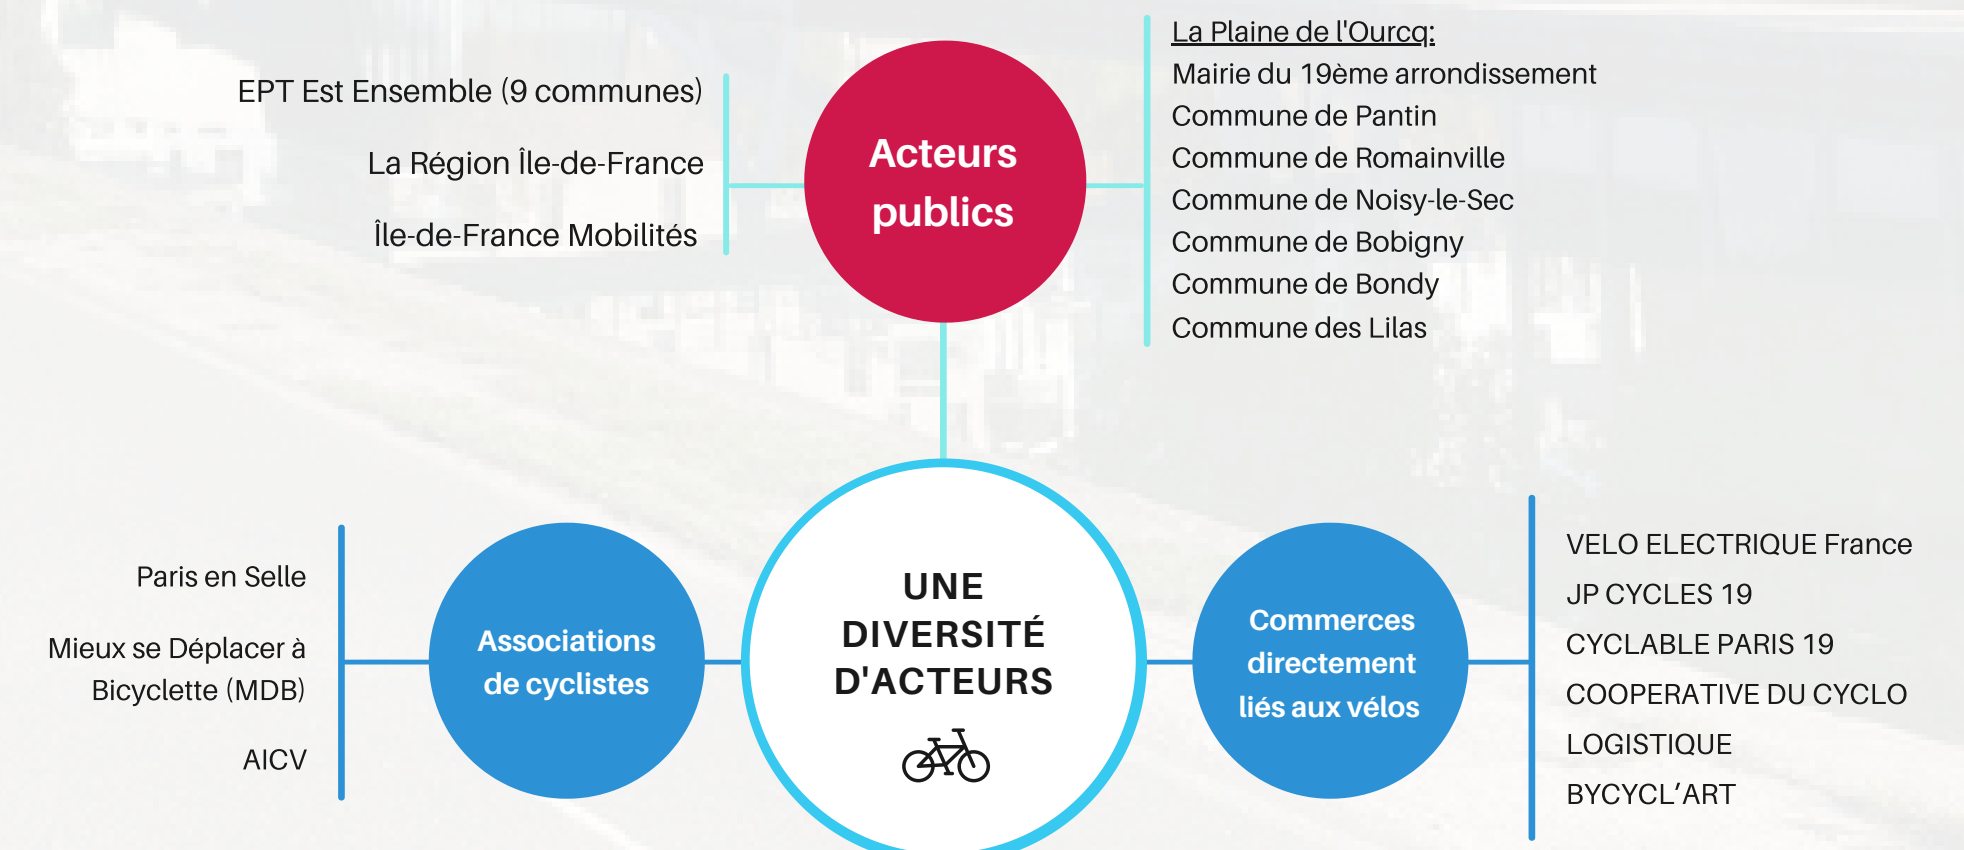 EPT Est Ensemble (9 communes)
La Région Île-de-France
Île-de-France Mobilités
Acteurs
publics
La Plaine de l'Ourcq:
Mairie du 19ème arrondissement
Commune de Pantin
Commune de Romainville
Commune de Noisy-le-Sec
Commune de Bobigny
Commune de Bondy
Commune des Lilas
Paris en Selle
Mieux se Déplacer à
Bicyclette (MDB)
AICV
Associations
de cyclistes
UNE
DIVERSITÉ
D'ACTEURS
Commerces
directement
liés aux vélos
VELO ELECTRIQUE France
JP CYCLES 19
CYCLABLE PARIS 19
COOPERATIVE DU CYCLO
LOGISTIQUE
BYCYCL’ART